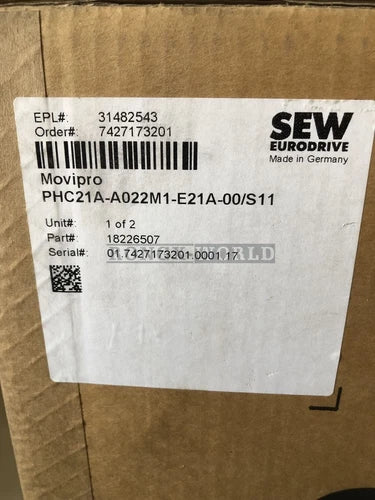 EPL#: 31482543
Order#: 7427173201
SEW
EURODRIVE
Made in Germany
Movipro
PHC21A-A022M1-E21A-00/S11
Unit#: 1 of 2
Part#: 18226507
Serial#: 01.7427173201.0001.17